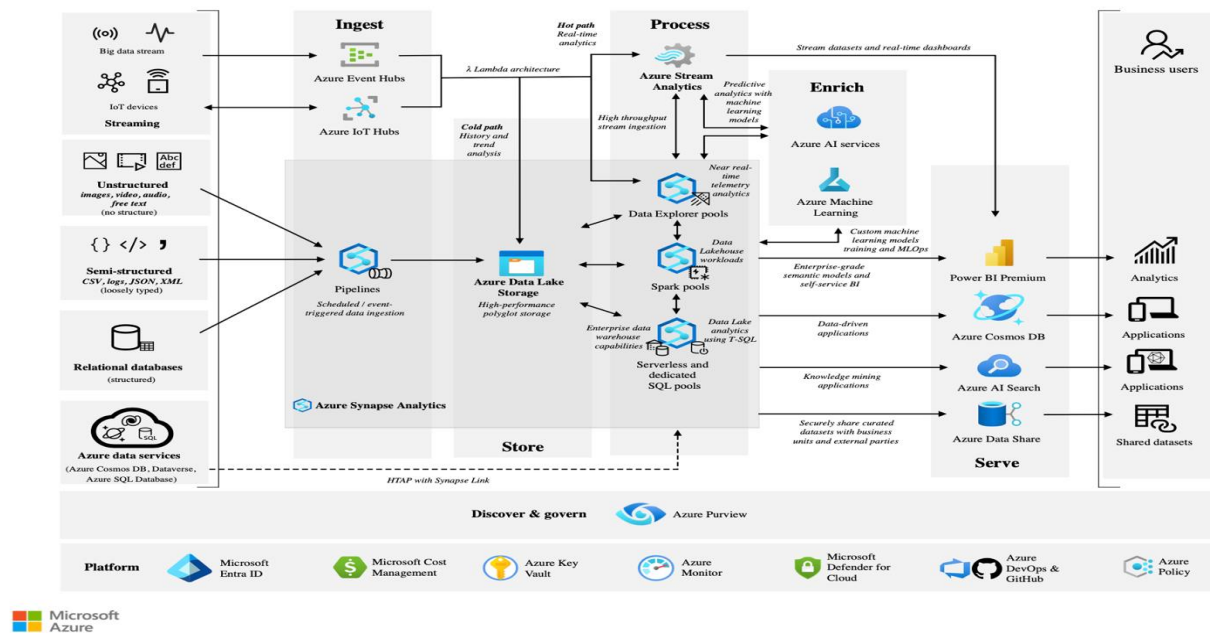 Ingest
Process
Hot path
Real-time
analytics
Big data stream
IoT devices
Streaming
Azure Event Hubs
Azure IoT Hubs
λ Lambda architecture
Azure Stream
Analytics
Stream datasets and real-time dashboards
Predictive
analytics with
machine
learning
models
Enrich
Azure AI services
Azure Machine
Learning
Business users
Cold path
History and
trend
analysis
High throughput
stream ingestion
Near real-
time
telemetry
analytics
Abc
def
Unstructured
images, video, audio,
free text
(no structure)
Data Explorer pools
{} </> ,
Semi-structured
CSV, logs, JSON, XML
(loosely typed)
Pipelines
Scheduled / event-
triggered data ingestion
Azure Data Lake
Storage
High-performance
polyglot storage
Data
Lakehouse
workloads
Spark pools
Custom machine
learning models
training and MLOps
Enterprise-grade
semantic models and
self-service BI
Power BI Premium
Analytics
Relational databases
(structured)
Enterprise data
warehouse
capabilities
Data Lake
analytics
using T-SQL
Serverless and
dedicated
SQL pools
Data-driven
applications
Azure Cosmos DB
Applications
Knowledge mining
applications
Azure AI Search
Applications
Azure Synapse Analytics
SQL
Azure data services
(Azure Cosmos DB, Dataverse,
Azure SQL Database)
Store
Securely share curated
datasets with business
units and external parties
Azure Data Share
Shared datasets
Serve
HTAP with Synapse Link
Discover & govern
Azure Purview
Platform
Microsoft
Entra ID
$
Microsoft Cost
Management
Azure Key
Vault
Azure
Monitor
Microsoft
Defender for
Cloud
Azure
DevOps &
GitHub
Azure
Policy
Microsoft
Azure